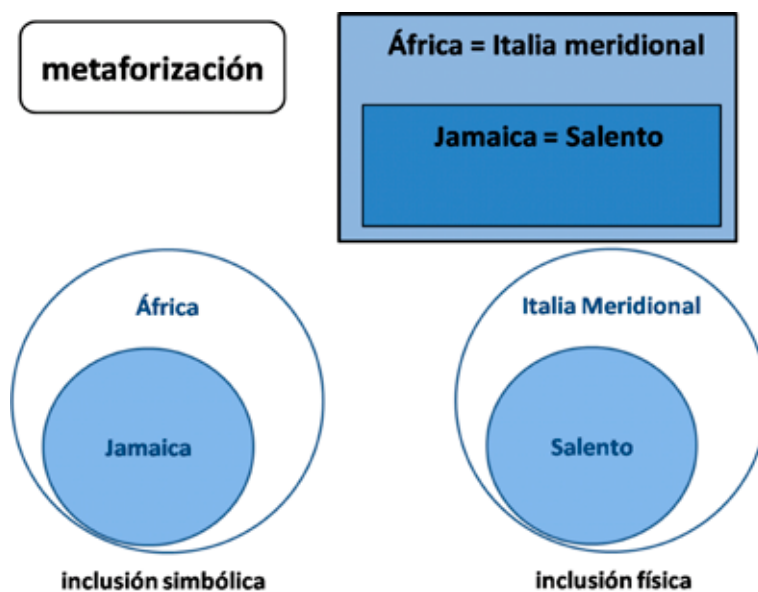 metaforización
África = Italia meridional
Jamaica = Salento
África
Jamaica
inclusión simbólica
Italia Meridional
Salento
inclusión física